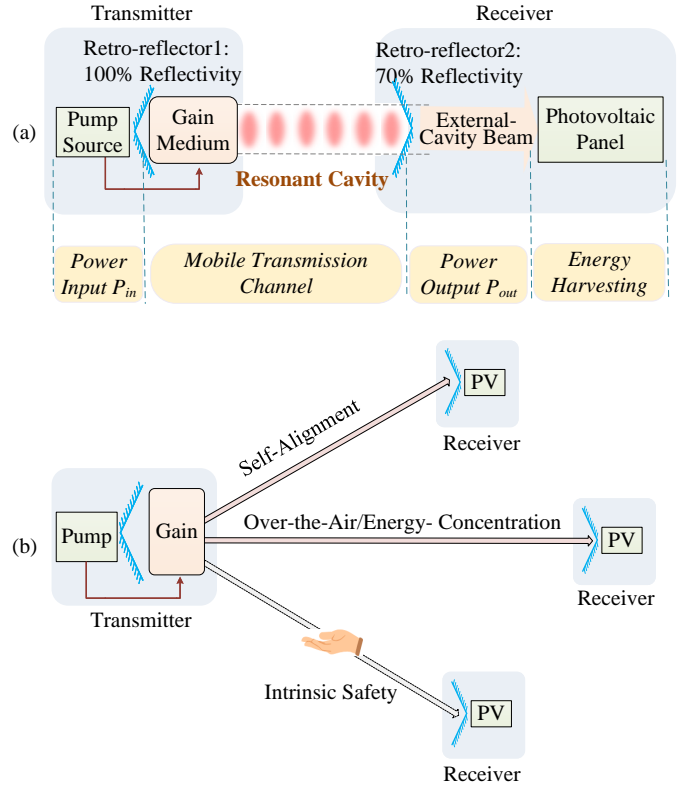 Transmitter
Receiver
Retro-reflector1:
100% Reflectivity
Retro-reflector2:
70% Reflectivity
(a)
Pump
Source
Gain
Medium
External-
Cavity Beam
Photovoltaic
Panel
Resonant Cavity
Power
Input P_in
Mobile Transmission
Channel
Power
Output P_out
Energy
Harvesting
PV
Receiver
Self-Alignment
(b)
Pump
Gain
Over-the-Air/Energy- Concentration
PV
Receiver
Transmitter
Intrinsic Safety
PV
Receiver